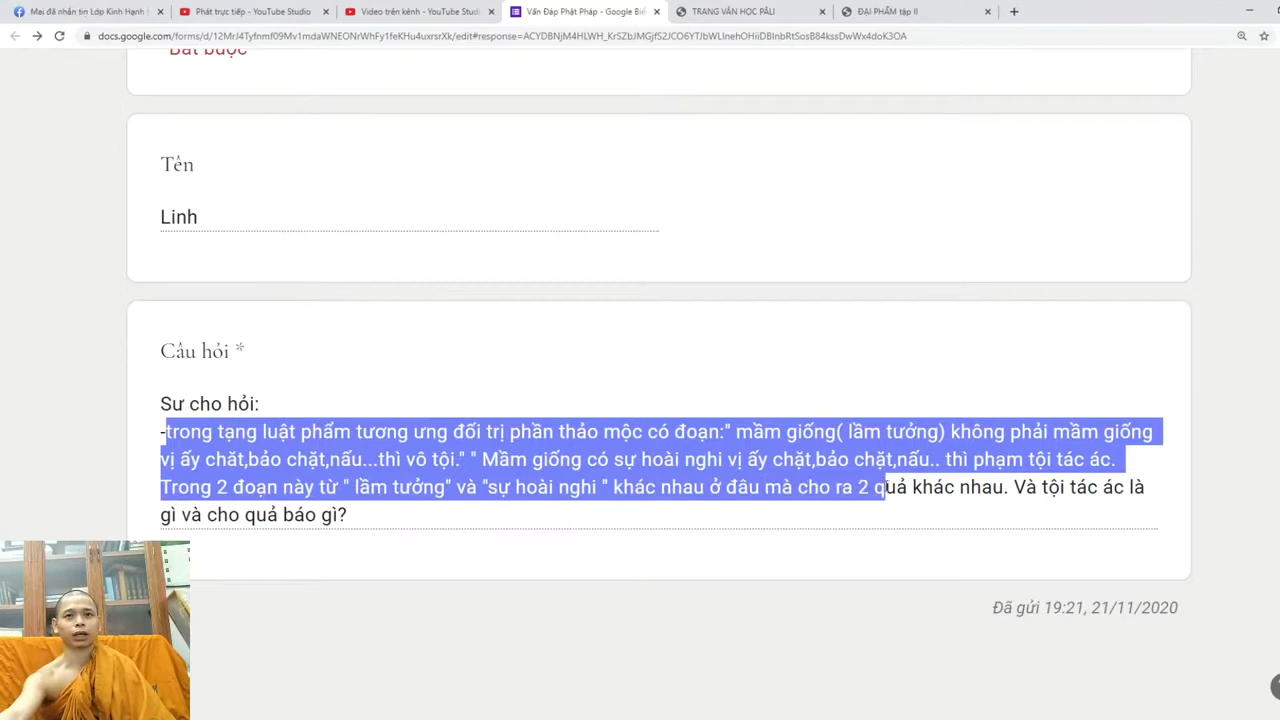 Mai đã nhắn tin Lớp Kinh Hạnh
Phát trực tiếp - YouTube Studio
Video trên kênh - YouTube Studi
Vấn Đáp Phật Pháp - Google Biể
TRANG VĂN HỌC PĀLI
ĐẠI PHẨM tập II
Bắt buộc
Tên
Linh
Câu hỏi *
Sư cho hỏi:
-trong tạng luật phẩm tương ưng đối trị phần thảo mộc có đoạn:" mầm giống( lầm tưởng) không phải mầm giống
vị ấy chăt,bảo chặt,nấu...thì vô tội." " Mầm giống có sự hoài nghi vị ấy chặt,bảo chặt,nấu.. thì phạm tội tác ác.
Trong 2 đoạn này từ " lầm tưởng" và "sự hoài nghi " khác nhau ở đâu mà cho ra 2 quả khác nhau. Và tội tác ác là
gì và cho quả báo gì?
Đã gửi 19:21, 21/11/2020